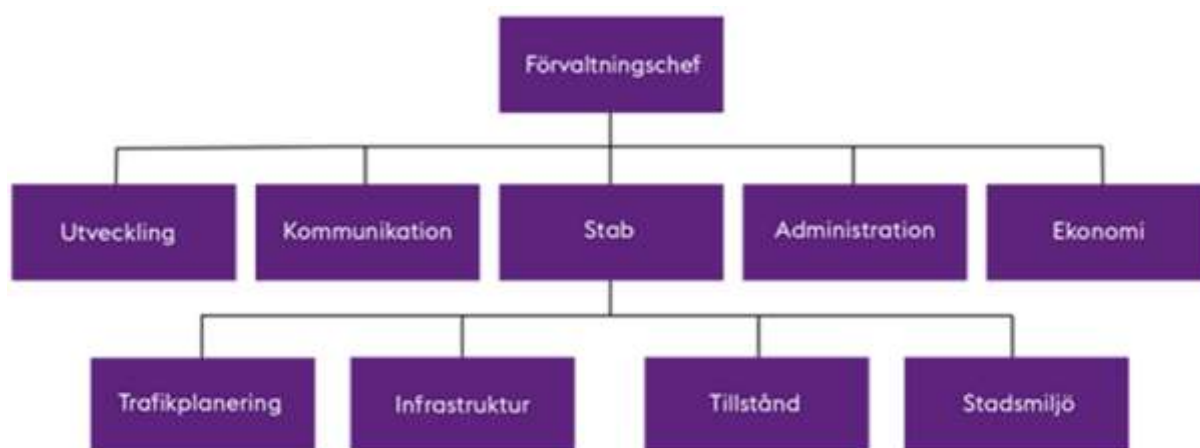 Förvaltningschef
Utveckling
Kommunikation
Stab
Administration
Ekonomi
Trafikplanering
Infrastruktur
Tillstånd
Stadsmiljö